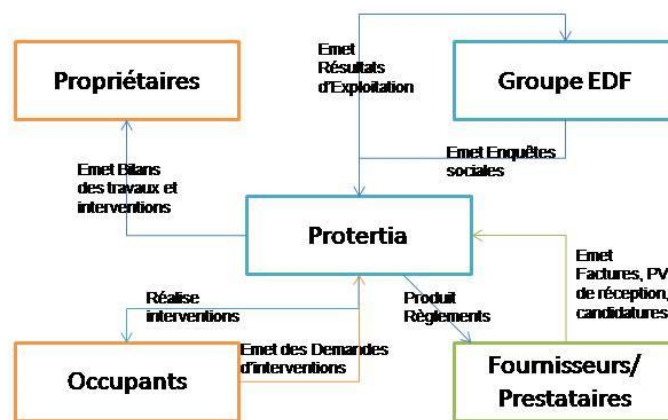 Emet
Résultats
d'Exploitation
Propriétaires
Groupe EDF
Emet Bilans
des travaux et
interventions
Emet Enquêtes
sociales
Protertia
Emet
Factures, PV
de réception,
candidatures
Réalise
interventions
Produit
Règlements
Emet des Demandes
d'interventions
Occupants
Fournisseurs/
Prestataires